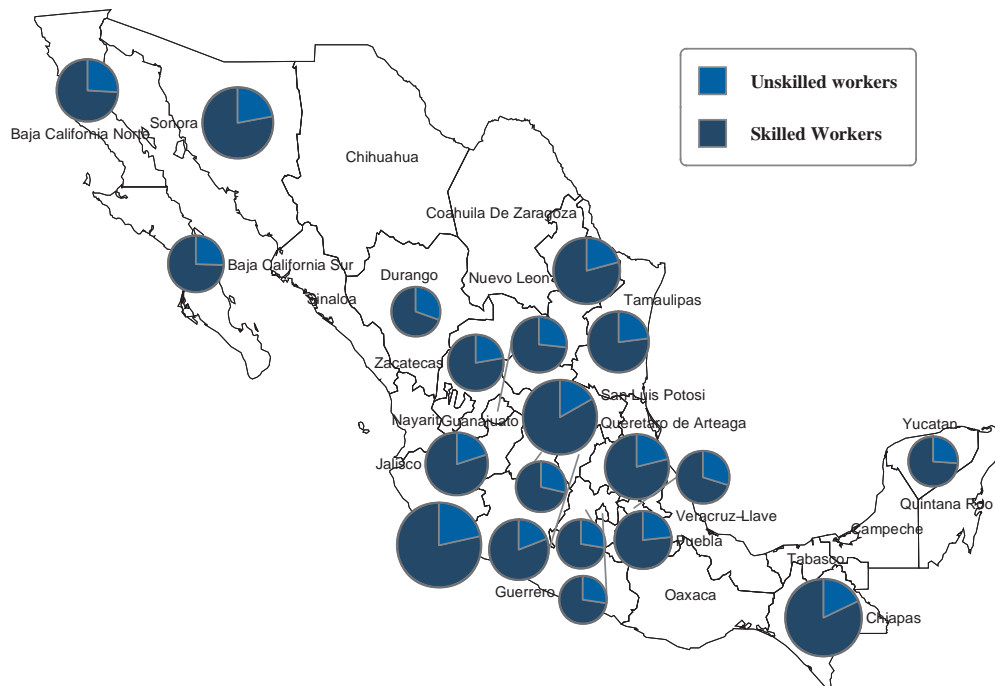 Unskilled workers
Skilled Workers
Baja California Norte
Sonora
Chihuahua
Coahuila De Zaragoza
Baja California Sur
Durango
Nuevo Leon
Sinaloa
Tamaulipas
Zacatecas
San Luis Potosi
Nayarit
Guanajuato
Queretaro de Arteaga
Yucatan
Jalisco
Quintana Roo
Veracruz-Llave
Campeche
Puebla
Tabasco
Guerrero
Oaxaca
Chiapas